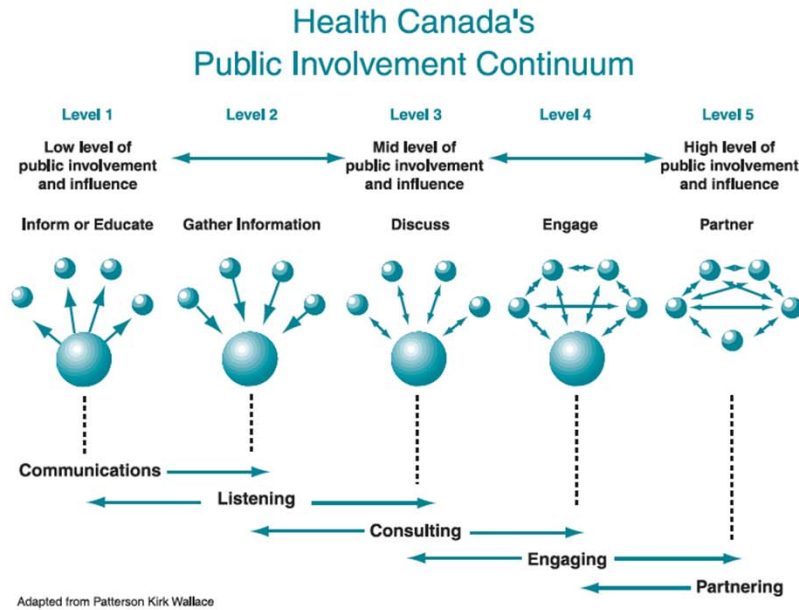 Health Canada's
Public Involvement Continuum
Level 1
Level 2
Level 3
Level 4
Level 5
Low level of
public involvement
and influence
Mid level of
public involvement
and influence
High level of
public involvement
and influence
Inform or Educate
Gather Information
Discuss
Engage
Partner
Communications
Listening
Consulting
Engaging
Partnering
Adapted from Patterson Kirk Wallace